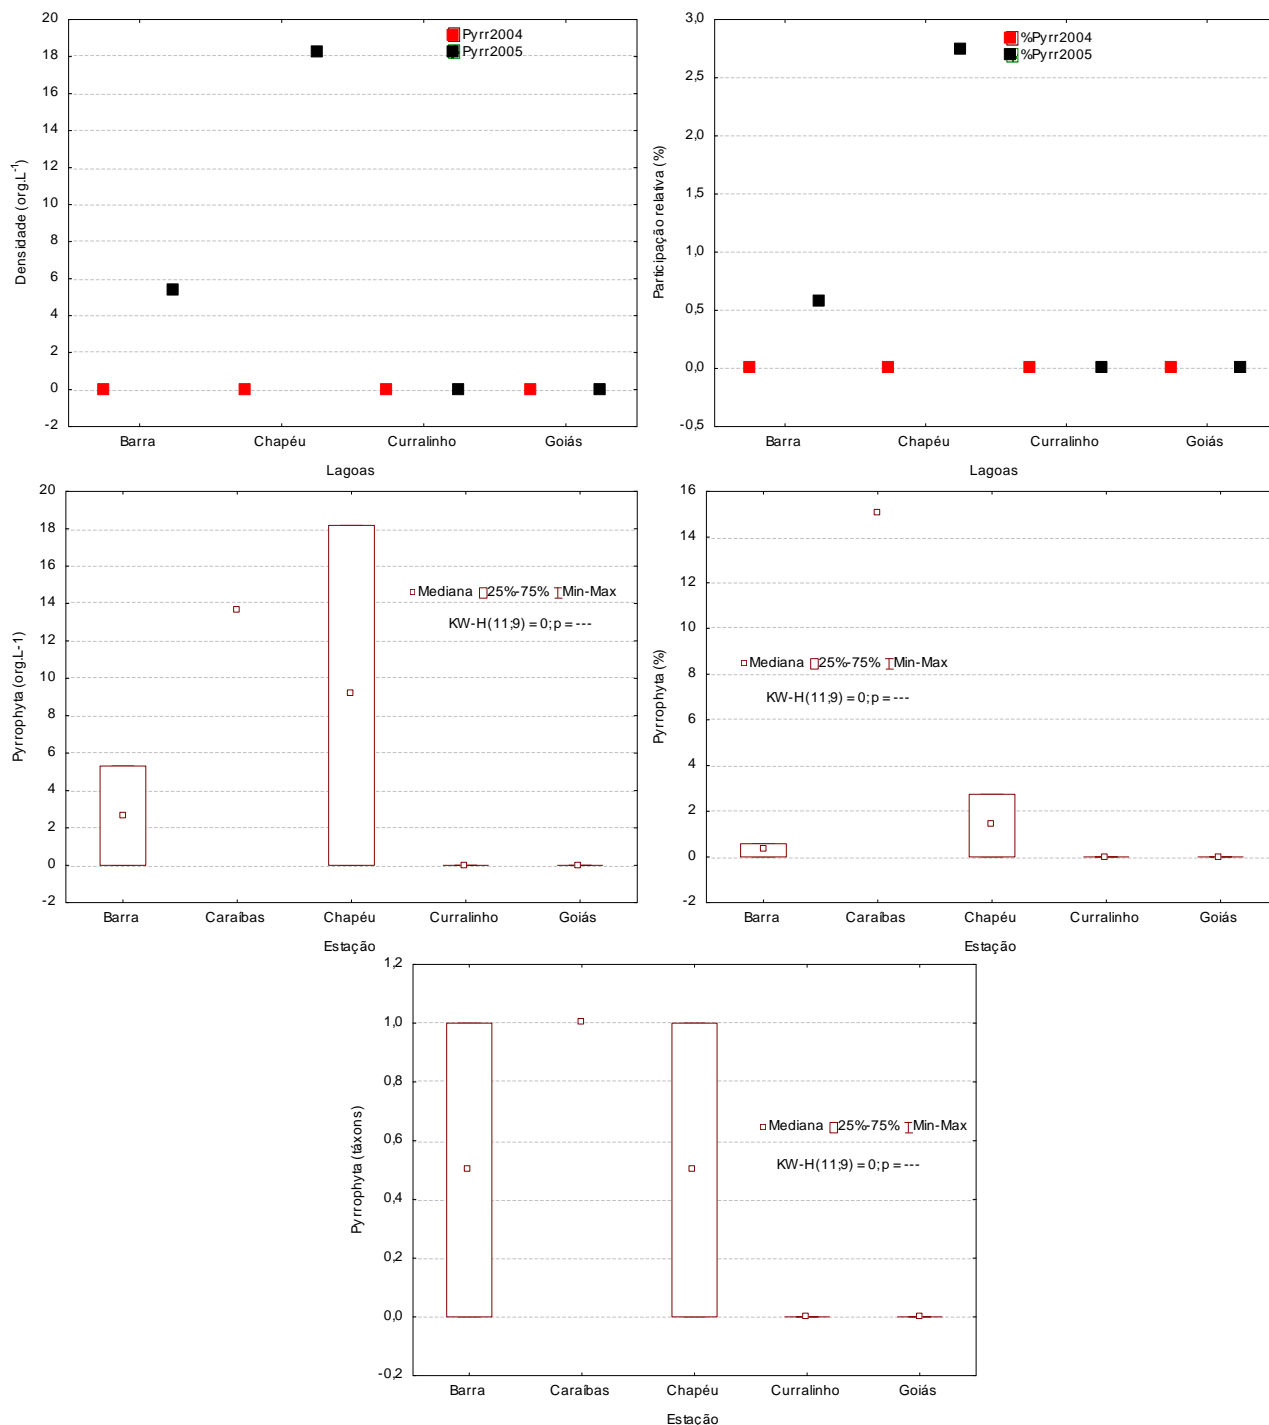 20
18
16
14
12
10
8
6
4
2
0
-2
Densidade (org.L-1)
Pyrr2004
Pyrr2005
Barra Chapéu Curralinho Goiás
Lagoas
3,0
2,5
2,0
1,5
1,0
0,5
0,0
-0,5
Participação relativa (%)
%Pyrr2004
%Pyrr2005
Barra Chapéu Curralinho Goiás
Lagoas
20
18
16
14
12
10
8
6
4
2
0
-2
Pyrrophyta (org.L-1)
Mediana 25%-75% Min-Max
KW-H(11;9) = 0; p = ---
Barra Caraíbas Chapéu Curralinho Goiás
Estação
16
14
12
10
8
6
4
2
0
-2
Pyrrophyta (%)
Mediana 25%-75% Min-Max
KW-H(11;9) = 0; p = ---
Barra Caraíbas Chapéu Curralinho Goiás
Estação
1,2
1,0
0,8
0,6
0,4
0,2
0,0
-0,2
Pyrrophyta (táxons)
Mediana 25%-75% Min-Max
KW-H(11;9) = 0; p = ---
Barra Caraíbas Chapéu Curralinho Goiás
Estação